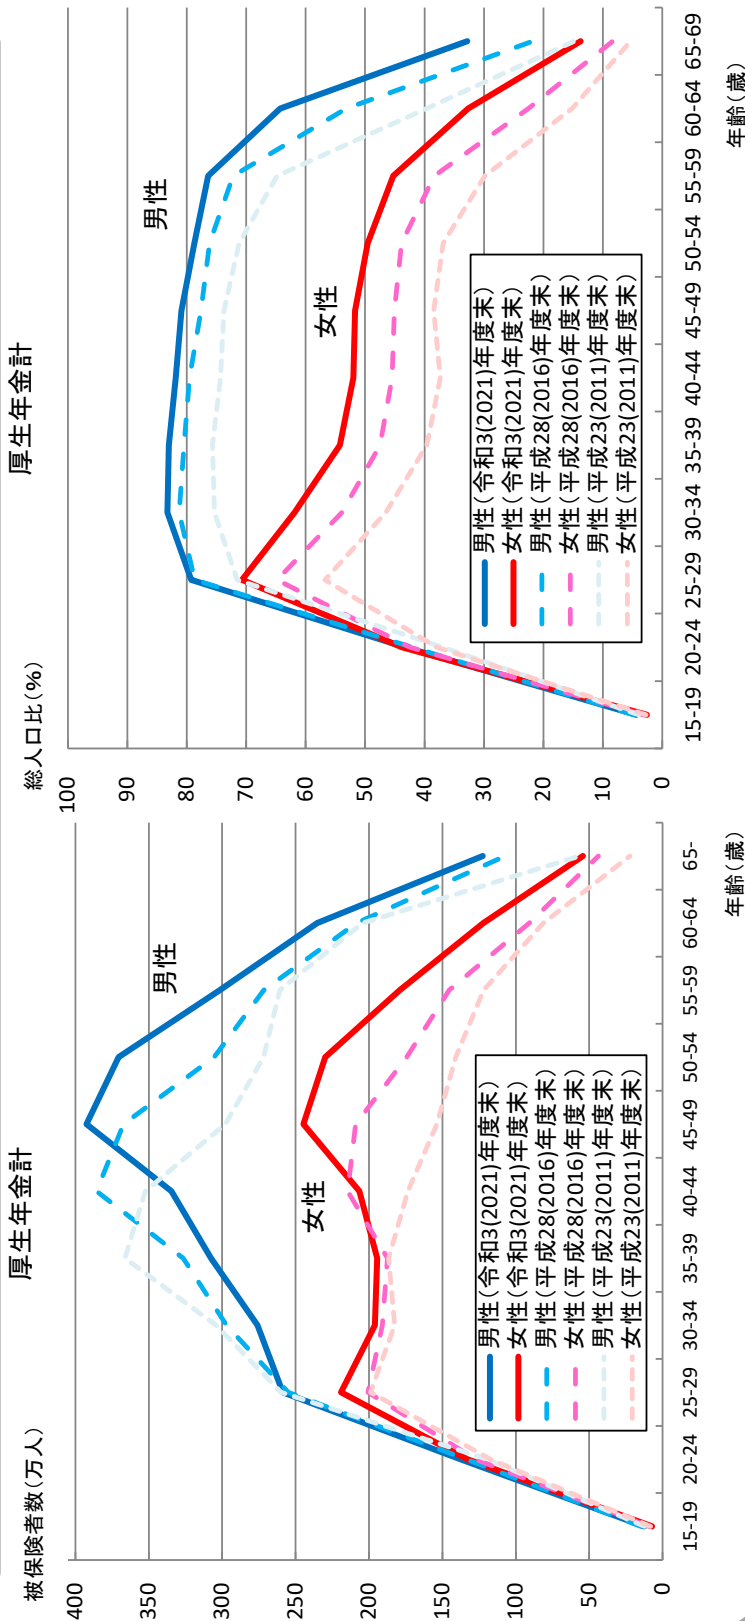 厚生年金計
被保険者数(万人)
400
350
300
250
200
150
100
50
0
男性
女性
男性(令和3(2021)年度末)
女性(令和3(2021)年度末)
男性(平成28(2016)年度末)
女性(平成28(2016)年度末)
男性(平成23(2011)年度末)
女性(平成23(2011)年度末)
15-19 20-24 25-29 30-34 35-39 40-44 45-49 50-54 55-59 60-64 65-
年齢(歳)
厚生年金計
総人口比(%)
100
90
80
70
60
50
40
30
20
10
0
男性
女性
男性(令和3(2021)年度末)
女性(令和3(2021)年度末)
男性(平成28(2016)年度末)
女性(平成28(2016)年度末)
男性(平成23(2011)年度末)
女性(平成23(2011)年度末)
15-19 20-24 25-29 30-34 35-39 40-44 45-49 50-54 55-59 60-64 65-69
年齢(歳)